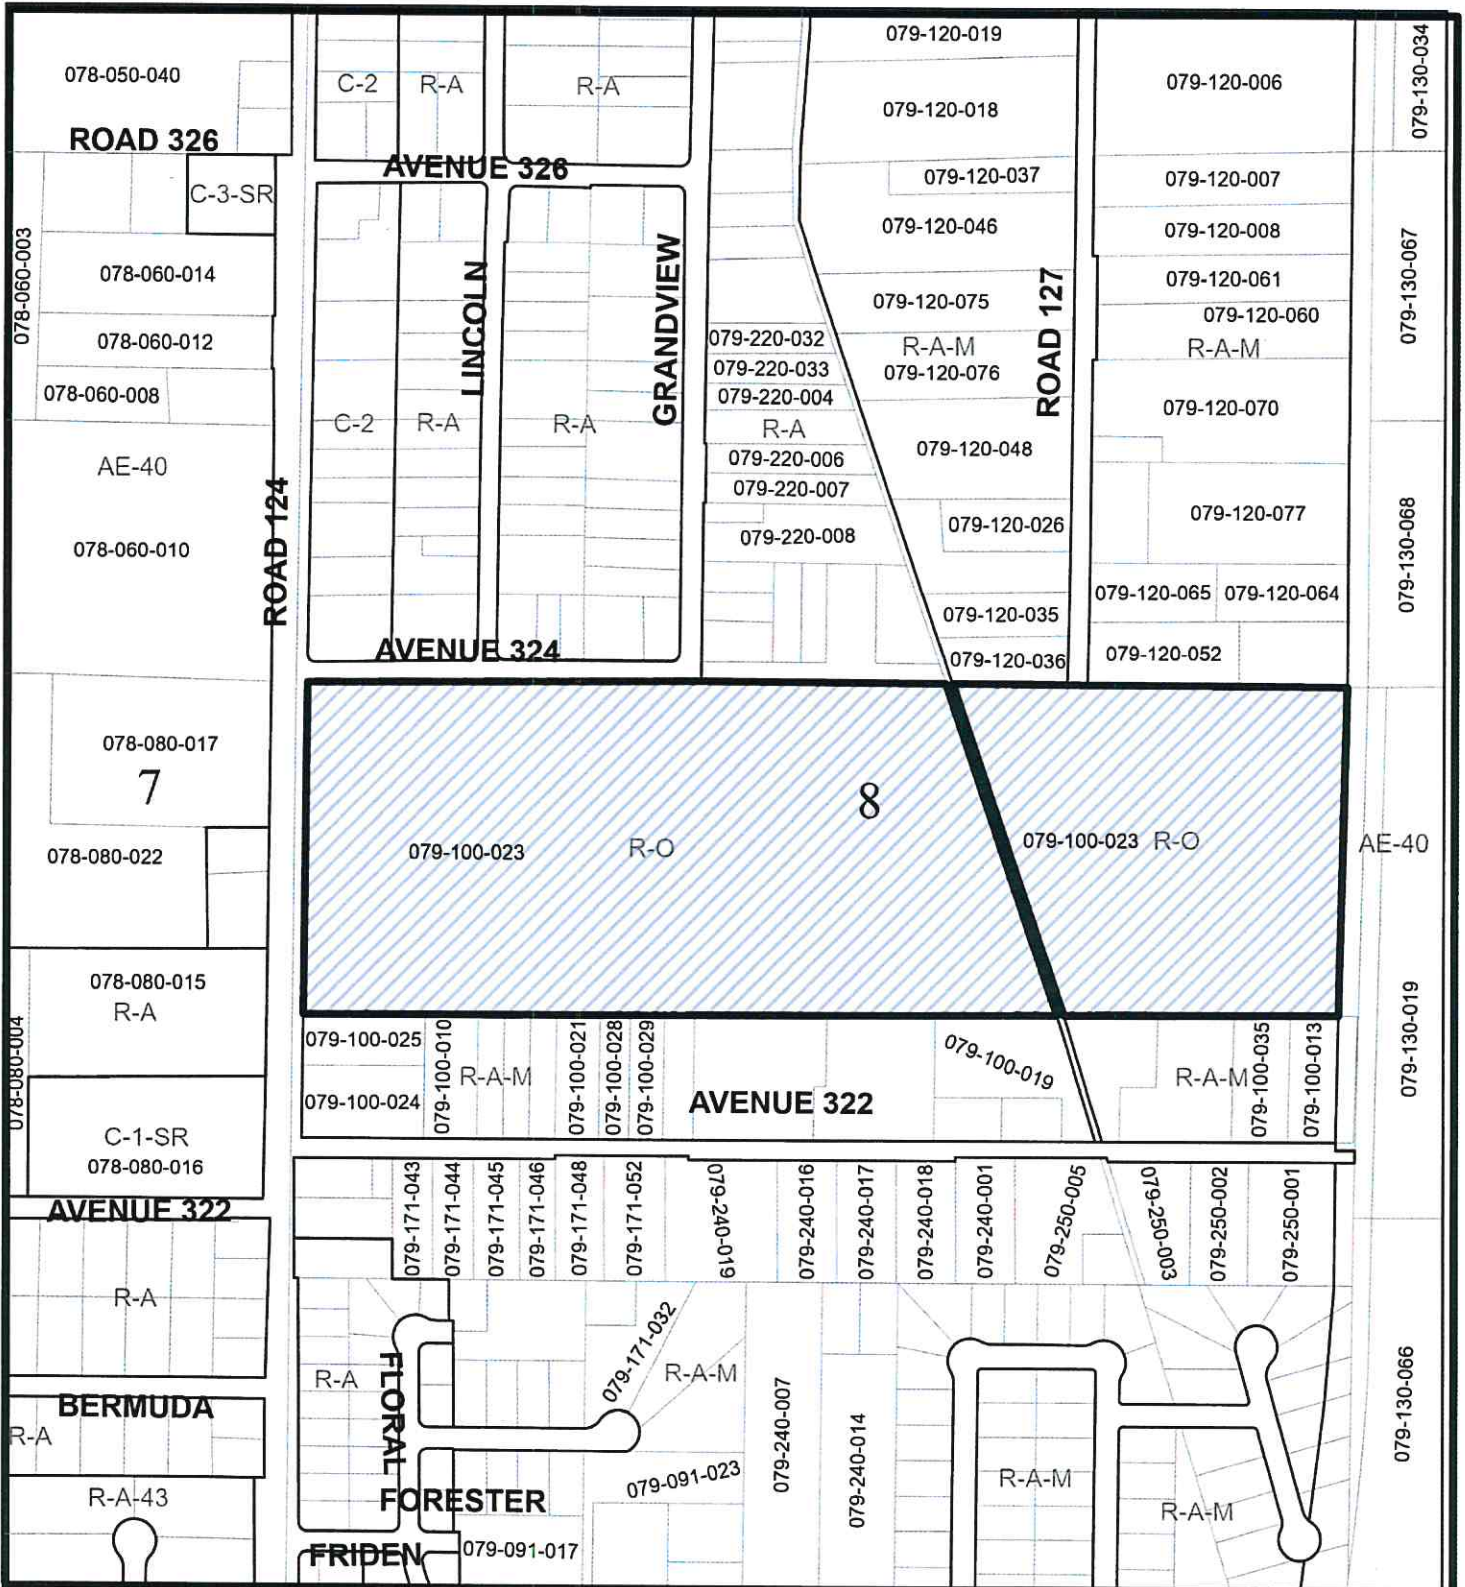 079-120-019
079-130-034
078-050-040
C-2
R-A
R-A
079-120-018
079-120-006
ROAD 326
AVENUE 326
C-3-SR
079-120-037
079-120-007
079-120-046
079-120-008
078-060-003
078-060-014
LINCOLN
GRANDVIEW
079-120-075
ROAD 127
079-120-061
079-130-067
078-060-012
079-220-032
R-A-M
079-120-060
R-A-M
078-060-008
079-220-033
079-120-076
079-220-004
079-120-070
C-2
R-A
R-A
R-A
AE-40
079-220-006
079-120-048
079-220-007
078-060-010
ROAD 124
079-220-008
079-120-026
079-120-077
079-130-068
079-120-035
079-120-065
079-120-064
AVENUE 324
079-120-036
079-120-052
078-080-017
7
8
078-080-022
079-100-023
R-O
079-100-023
R-O
AE-40
078-080-015
R-A
078-080-004
079-100-025
079-100-010
R-A-M
079-100-021
079-100-028
079-100-029
079-100-019
R-A-M
079-100-035
079-100-013
079-130-019
079-100-024
AVENUE 322
C-1-SR
078-080-016
AVENUE 322
079-171-043
079-171-044
079-171-045
079-171-046
079-171-048
079-171-052
079-240-019
079-240-016
079-240-017
079-240-018
079-240-001
079-250-005
079-250-003
079-250-002
079-250-001
R-A
R-A
FLORAL
079-171-032
R-A-M
079-240-007
079-240-014
079-130-066
BERMUDA
R-A
079-091-023
R-A-M
R-A-M
R-A-43
FORESTER
FRIDEN
079-091-017